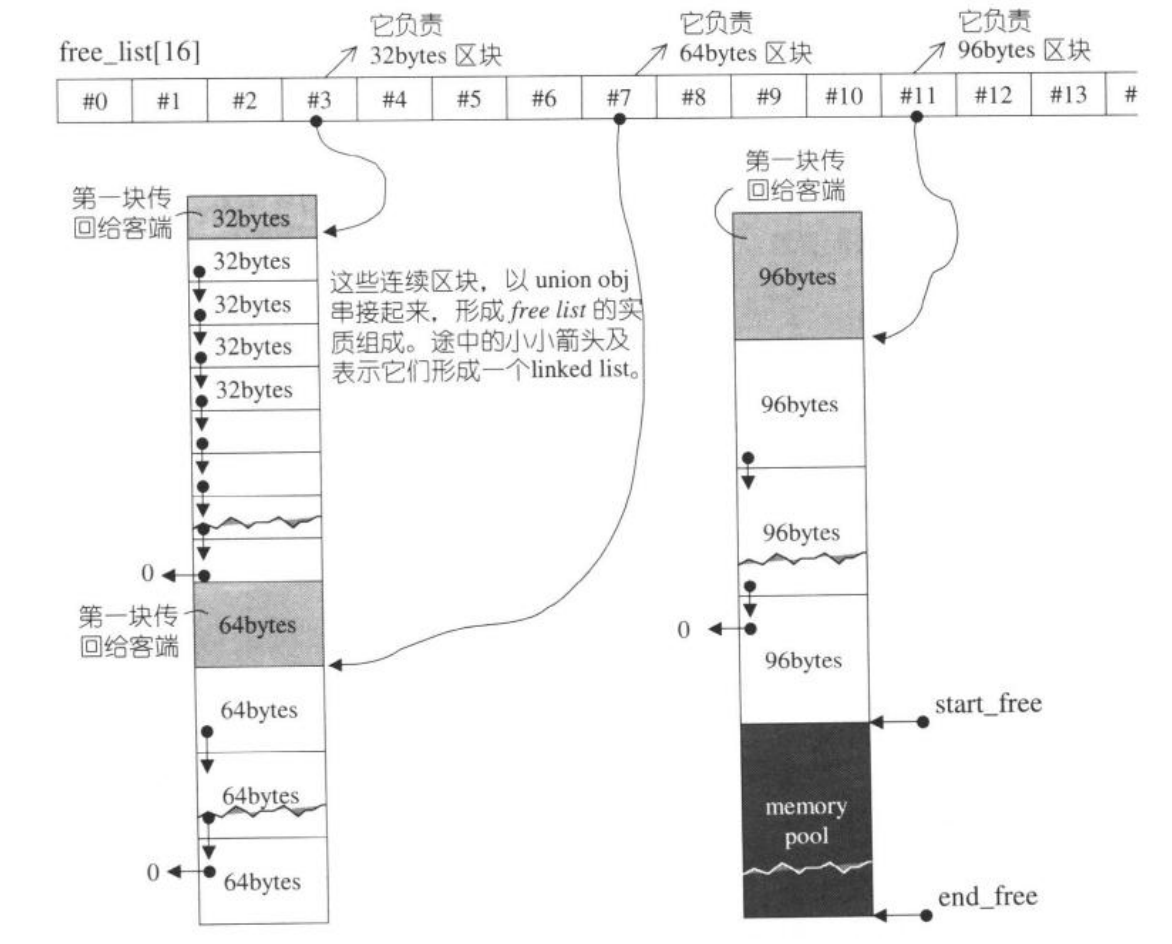 它负责
32bytes 区块
它负责
64bytes 区块
它负责
96bytes 区块
free_list[16]
#0 #1 #2 #3 #4 #5 #6 #7 #8 #9 #10 #11 #12 #13 #
第一块传
回给客端
32bytes
32bytes
32bytes
32bytes
32bytes
0
这些连续区块，以 union obj
串接起来，形成 free list 的实
质组成。途中的小小箭头及
表示它们形成一个linked list。
第一块传
回给客端
64bytes
64bytes
64bytes
0
64bytes
第一块传
回给客端
96bytes
96bytes
96bytes
0
96bytes
start_free
memory
pool
end_free